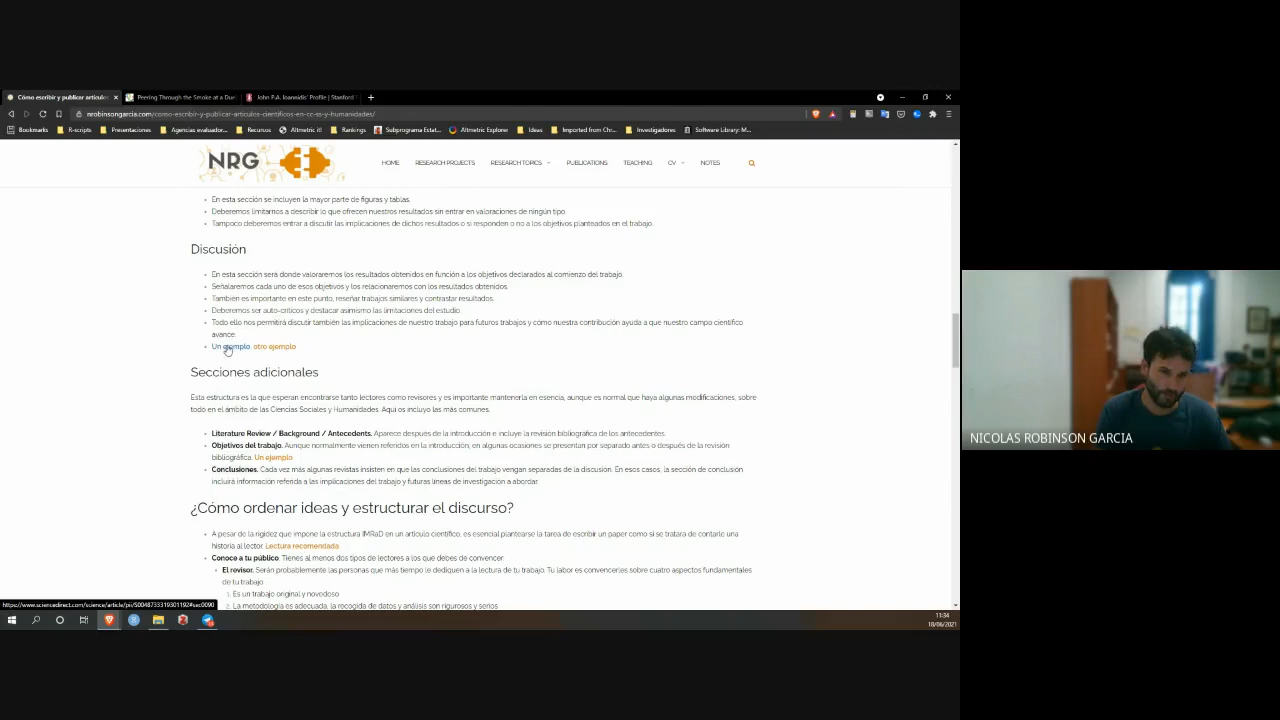 Cómo escribir y publicar artículos
Peering Through the Smoke at a Due
John P.A. Ioannidis' Profile | Stanford
nrobinsongarcia.com/como-escribir-y-publicar-articulos-cientificos-en-cc-ss-y-humanidades/
Bookmarks R-scripts Presentaciones Agencias evaluador... Recursos Altmetric it! Rankings Subprograma Estat... Altmetric Explorer Ideas Imported from Chr... Investigadores Software Library: M...
NRG HOME RESEARCH PROJECTS RESEARCH TOPICS PUBLICATIONS TEACHING CV NOTES
En esta sección se incluyen la mayor parte de figuras y tablas.
Deberemos limitarnos a describir lo que ofrecen nuestros resultados sin entrar en valoraciones de ningún tipo
Tampoco deberemos entrar a discutir las implicaciones de dichos resultados o si responden o no a los objetivos planteados en el trabajo.
Discusión
En esta sección será donde valoraremos los resultados obtenidos en función a los objetivos declarados al comienzo del trabajo.
Señalaremos cada uno de esos objetivos y los relacionaremos con los resultados obtenidos.
También es importante en este punto, reseñar trabajos similares y contrastar resultados.
Deberemos ser auto-críticos y destacar asimismo las limitaciones del estudio.
Todo ello nos permitirá discutir también las implicaciones de nuestro trabajo para futuros trabajos y cómo nuestra contribución ayuda a que nuestro campo científico
avance.
Un ejemplo, otro ejemplo
Secciones adicionales
Esta estructura es la que esperan encontrarse tanto lectores como revisores y es importante mantenerla en esencia, aunque es normal que haya algunas modificaciones, sobre
todo en el ámbito de las Ciencias Sociales y Humanidades. Aquí os incluyo las más comunes.
Literature Review / Background / Antecedents. Aparece después de la introducción e incluye la revisión bibliográfica de los antecedentes.
Objetivos del trabajo. Aunque normalmente vienen referidos en la introducción, en algunas ocasiones se presentan por separado antes o después de la revisión
bibliográfica. Un ejemplo
Conclusiones. Cada vez más algunas revistas insisten en que las conclusiones del trabajo vengan separadas de la discusión. En esos casos, la sección de conclusión
incluirá información referida a las implicaciones del trabajo y futuras líneas de investigación a abordar.
¿Cómo ordenar ideas y estructurar el discurso?
A pesar de la rigidez que impone la estructura IMRaD en un artículo científico, es esencial plantearse la tarea de escribir un paper como si se tratara de contarle una
historia al lector. Lectura recomendada
Conoce a tu público. Tienes al menos dos tipos de lectores a los que debes de convencer.
El revisor. Serán probablemente las personas que más tiempo le dediquen a la lectura de tu trabajo. Tu labor es convencerles sobre cuatro aspectos fundamentales
de tu trabajo:
1. Es un trabajo original y novedoso
2. La metodología es adecuada, la recogida de datos y análisis son rigurosos y serios
https://www.sciencedirect.com/science/article/pii/S0048733319301192#sec0090
11:34
18/06/2021
NICOLAS ROBINSON GARCIA